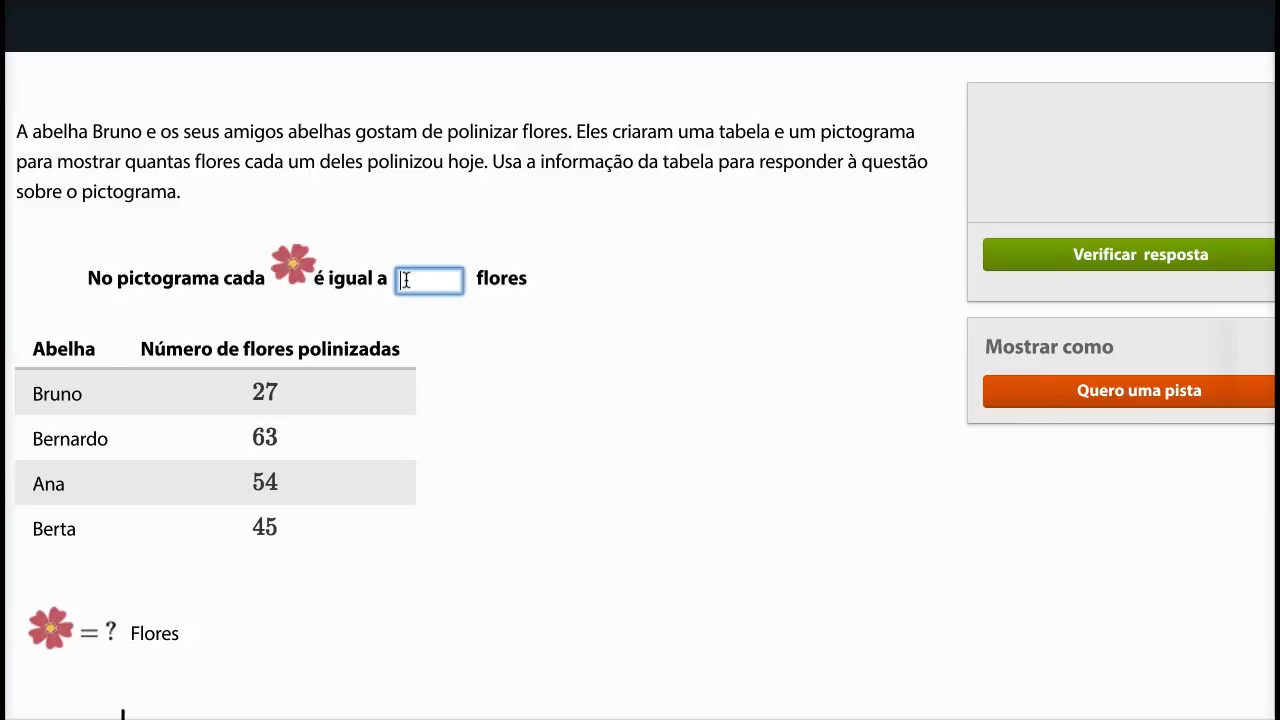 A abelha Bruno e os seus amigos abelhas gostam de polinizar flores. Eles criaram uma tabela e um pictograma
para mostrar quantas flores cada um deles polinizou hoje. Usa a informação da tabela para responder à questão
sobre o pictograma.
No pictograma cada é igual a flores
Abelha Número de flores polinizadas
Bruno 27
Bernardo 63
Ana 54
Berta 45
= ? Flores
Verificar resposta
Mostrar como
Quero uma pista